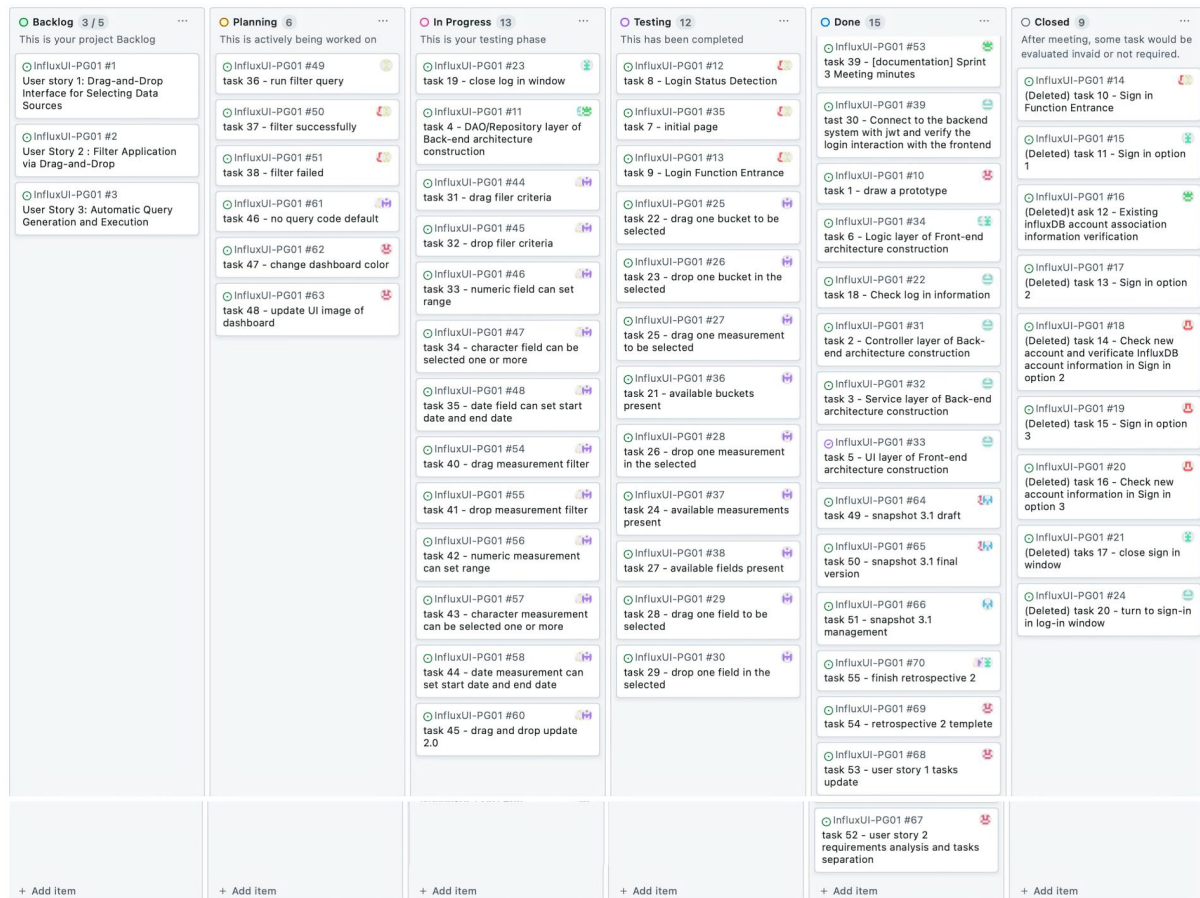 Backlog 3 / 5 ...
This is your project Backlog
InfluxUI-PG01 #1
User story 1: Drag-and-Drop
Interface for Selecting Data
Sources
InfluxUI-PG01 #2
User Story 2 : Filter Application
via Drag-and-Drop
InfluxUI-PG01 #3
User Story 3: Automatic Query
Generation and Execution
+ Add item
Planning 6 ...
This is actively being worked on
InfluxUI-PG01 #49
task 36 - run filter query
InfluxUI-PG01 #50
task 37 - filter successfully
InfluxUI-PG01 #51
task 38 - filter failed
InfluxUI-PG01 #61
task 46 - no query code default
InfluxUI-PG01 #62
task 47 - change dashboard color
InfluxUI-PG01 #63
task 48 - update UI image of
dashboard
+ Add item
In Progress 13 ...
This is your testing phase
InfluxUI-PG01 #23
task 19 - close log in window
InfluxUI-PG01 #11
task 4 - DAO/Repository layer of
Back-end architecture
construction
InfluxUI-PG01 #44
task 31 - drag filer criteria
InfluxUI-PG01 #45
task 32 - drop filer criteria
InfluxUI-PG01 #46
task 33 - numeric field can set
range
InfluxUI-PG01 #47
task 34 - character field can be
selected one or more
InfluxUI-PG01 #48
task 35 - date field can set start
date and end date
InfluxUI-PG01 #54
task 40 - drag measurement filter
InfluxUI-PG01 #55
task 41 - drop measurement filter
InfluxUI-PG01 #56
task 42 - numeric measurement
can set range
InfluxUI-PG01 #57
task 43 - character measurement
can be selected one or more
InfluxUI-PG01 #58
task 44 - date measurement can
set start date and end date
InfluxUI-PG01 #60
task 45 - drag and drop update
2.0
+ Add item
Testing 12 ...
This has been completed
InfluxUI-PG01 #12
task 8 - Login Status Detection
InfluxUI-PG01 #35
task 7 - initial page
InfluxUI-PG01 #13
task 9 - Login Function Entrance
InfluxUI-PG01 #25
task 22 - drag one bucket to be
selected
InfluxUI-PG01 #26
task 23 - drop one bucket in the
selected
InfluxUI-PG01 #27
task 25 - drag one measurement
to be selected
InfluxUI-PG01 #36
task 21 - available buckets
present
InfluxUI-PG01 #28
task 26 - drop one measurement
in the selected
InfluxUI-PG01 #37
task 24 - available measurements
present
InfluxUI-PG01 #38
task 27 - available fields present
InfluxUI-PG01 #29
task 28 - drag one field to be
selected
InfluxUI-PG01 #30
task 29 - drop one field in the
selected
+ Add item
Done 15 ...
InfluxUI-PG01 #53
task 39 - [documentation] Sprint
3 Meeting minutes
InfluxUI-PG01 #39
tast 30 - Connect to the backend
system with jwt and verify the
login interaction with the frontend
InfluxUI-PG01 #10
task 1 - draw a prototype
InfluxUI-PG01 #34
task 6 - Logic layer of Front-end
architecture construction
InfluxUI-PG01 #22
task 18 - Check log in information
InfluxUI-PG01 #31
task 2 - Controller layer of Back-
end architecture construction
InfluxUI-PG01 #32
task 3 - Service layer of Back-end
architecture construction
InfluxUI-PG01 #33
task 5 - UI layer of Front-end
architecture construction
InfluxUI-PG01 #64
task 49 - snapshot 3.1 draft
InfluxUI-PG01 #65
task 50 - snapshot 3.1 final
version
InfluxUI-PG01 #66
task 51 - snapshot 3.1
management
InfluxUI-PG01 #70
task 55 - finish retrospective 2
InfluxUI-PG01 #69
task 54 - retrospective 2 templete
InfluxUI-PG01 #68
task 53 - user story 1 tasks
update
InfluxUI-PG01 #67
task 52 - user story 2
requirements analysis and tasks
separation
+ Add item
Closed 9 ...
After meeting, some task would be
evaluated invaid or not required.
InfluxUI-PG01 #14
(Deleted) task 10 - Sign in
Function Entrance
InfluxUI-PG01 #15
(Deleted) task 11 - Sign in option
1
InfluxUI-PG01 #16
(Deleted)t ask 12 - Existing
influxDB account association
information verification
InfluxUI-PG01 #17
(Deleted) task 13 - Sign in option
2
InfluxUI-PG01 #18
(Deleted) task 14 - Check new
account and verificate InfluxDB
account information in Sign in
option 2
InfluxUI-PG01 #19
(Deleted) task 15 - Sign in option
3
InfluxUI-PG01 #20
(Deleted) task 16 - Check new
account information in Sign in
option 3
InfluxUI-PG01 #21
(Deleted) taks 17 - close sign in
window
InfluxUI-PG01 #24
(Deleted) task 20 - turn to sign-in
in log-in window
+ Add item